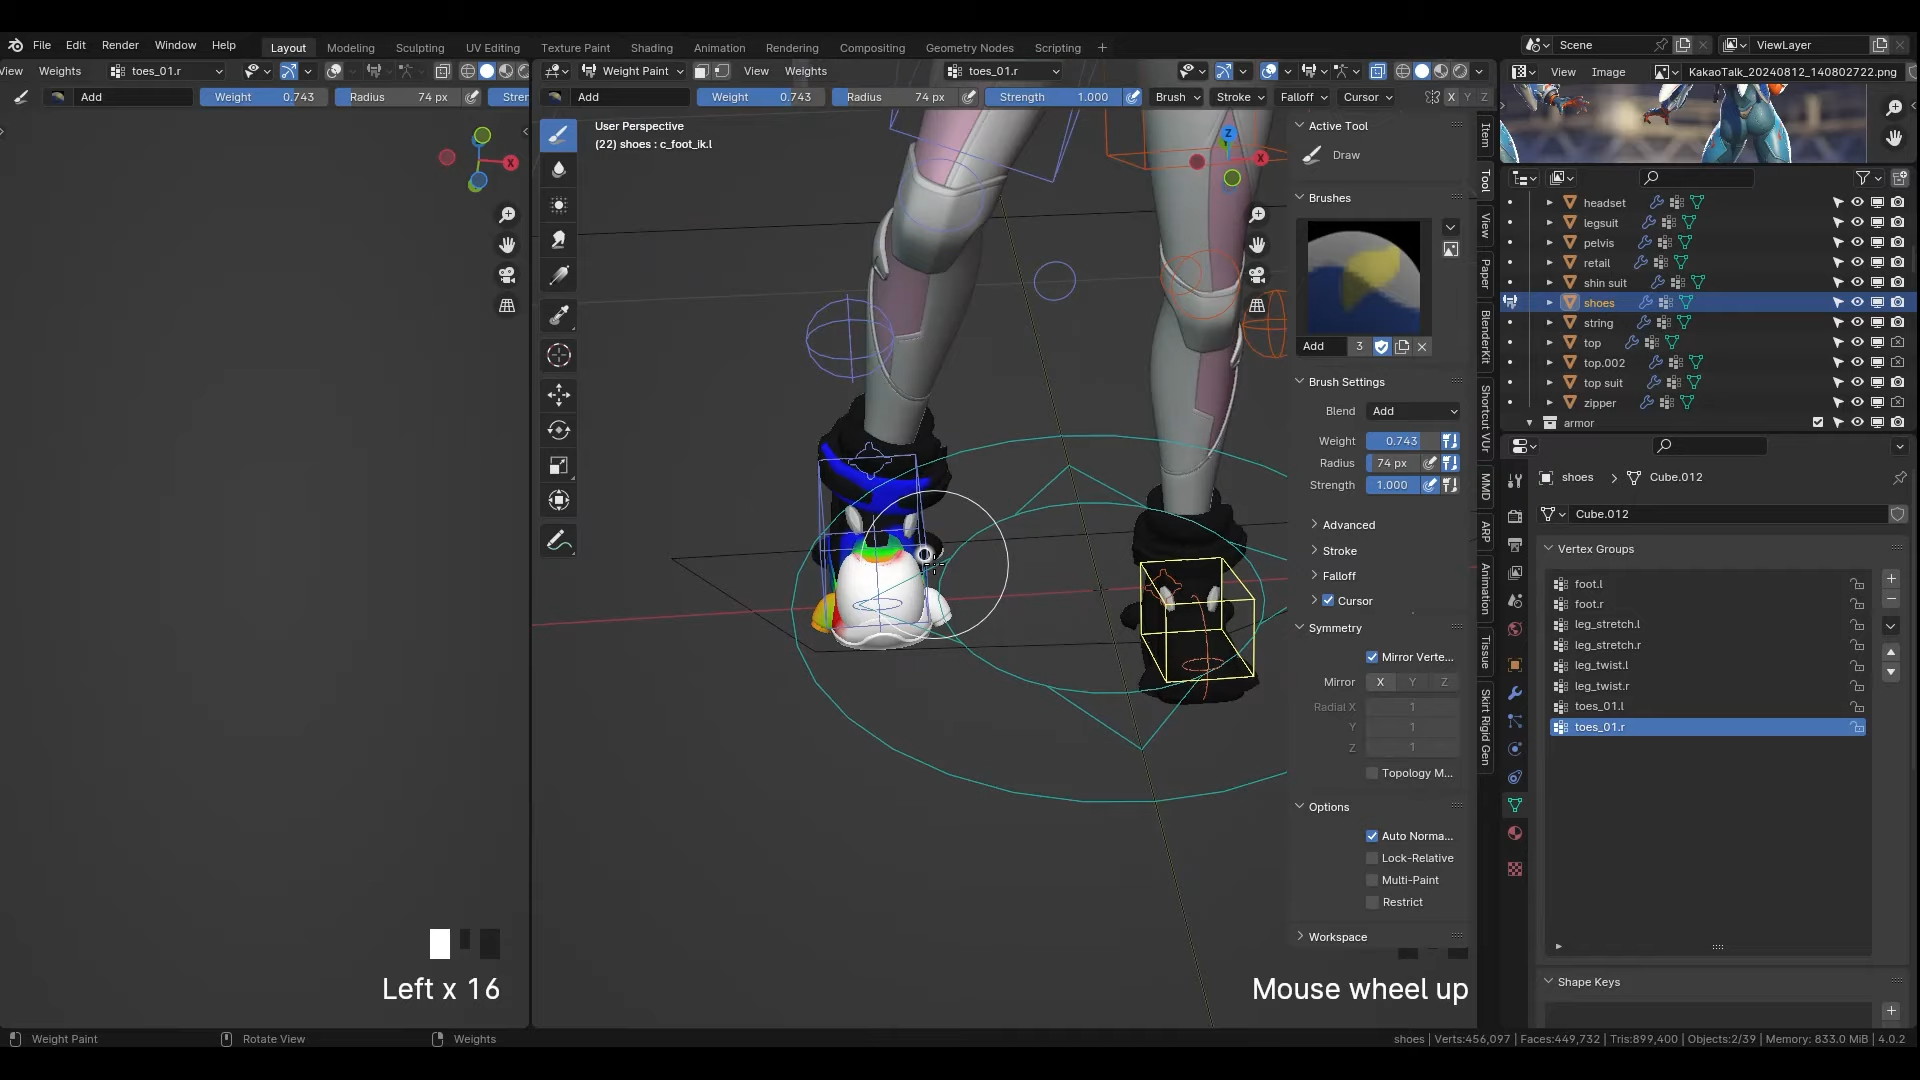 File Edit Render Window Help Layout Modeling Sculpting UV Editing Texture Paint Shading Animation Rendering Compositing Geometry Nodes Scripting + Scene ViewLayer
View Weights toes_01.r Weight Paint View Weights toes_01.r View Image KakaoTalk_20240812_140802722.png
Add Weight 0.743 Radius 74 px Add Weight 0.743 Radius 74 px Strength 1.000 Brush Stroke Falloff Cursor X Y Z
User Perspective
(22) shoes : c_foot_ik.l
X
Z
X
Active Tool
Draw
Brushes
Add 3
Brush Settings
Blend Add
Weight 0.743
Radius 74 px
Strength 1.000
Advanced
Stroke
Falloff
Cursor
Symmetry
Mirror Verte...
Mirror X Y Z
Radial X 1
Y 1
Z 1
Topology M...
Options
Auto Norma...
Lock-Relative
Multi-Paint
Restrict
Workspace
Item
Tool
View
Paper
BlenderKit
Shortcut VUr
MMD
ARP
Animation
Tissue
Skirt Rigid Gen
headset
legsuit
pelvis
retail
shin suit
shoes
string
top
top.002
top suit
zipper
armor
shoes > Cube.012
Cube.012
Vertex Groups
foot.l
foot.r
leg_stretch.l
leg_stretch.r
leg_twist.l
leg_twist.r
toes_01.l
toes_01.r
Shape Keys
Left x 16
Mouse wheel up
Weight Paint Rotate View Weights shoes | Verts:456,097 | Faces:449,732 | Tris:899,400 | Objects:2/39 | Memory: 833.0 MiB | 4.0.2